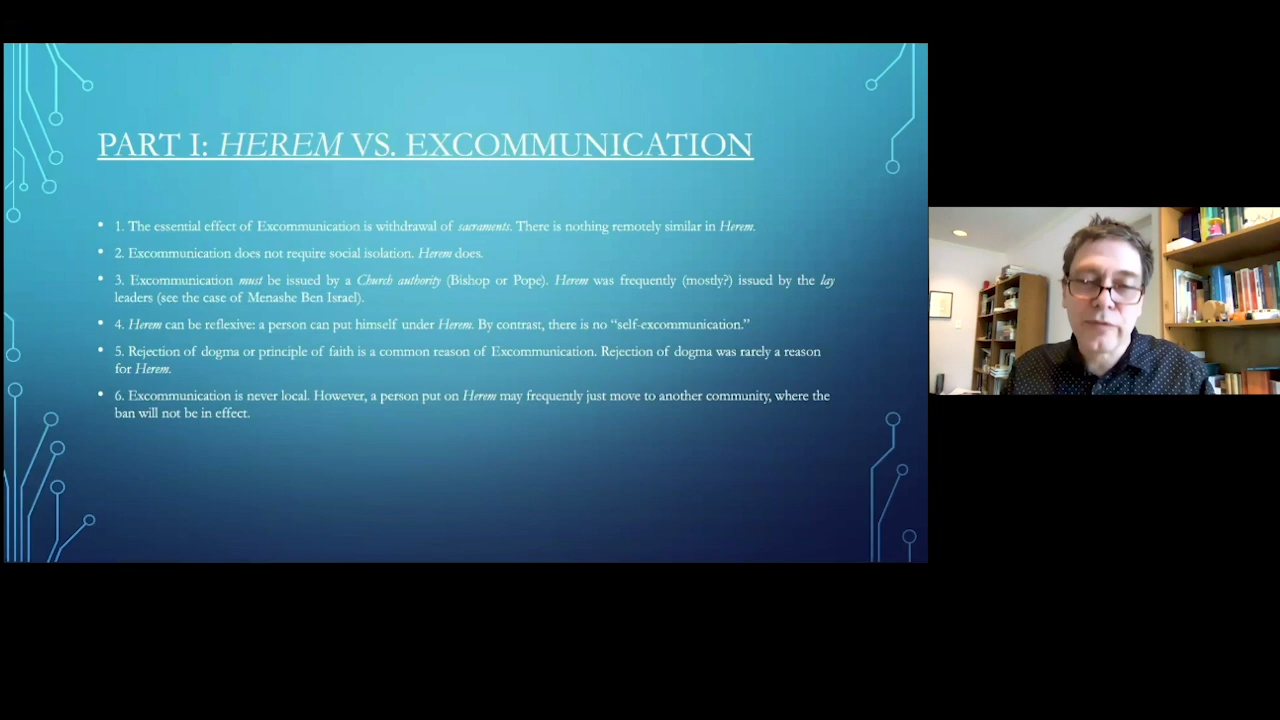 PART I: HEREM VS. EXCOMMUNICATION
• 1. The essential effect of Excommunication is withdrawal of sacraments. There is nothing remotely similar in Herem.
• 2. Excommunication does not require social isolation. Herem does.
• 3. Excommunication must be issued by a Church authority (Bishop or Pope). Herem was frequently (mostly?) issued by the lay
leaders (see the case of Menashe Ben Israel).
• 4. Herem can be reflexive: a person can put himself under Herem. By contrast, there is no “self-excommunication.”
• 5. Rejection of dogma or principle of faith is a common reason of Excommunication. Rejection of dogma was rarely a reason
for Herem.
• 6. Excommunication is never local. However, a person put on Herem may frequently just move to another community, where the
ban will not be in effect.